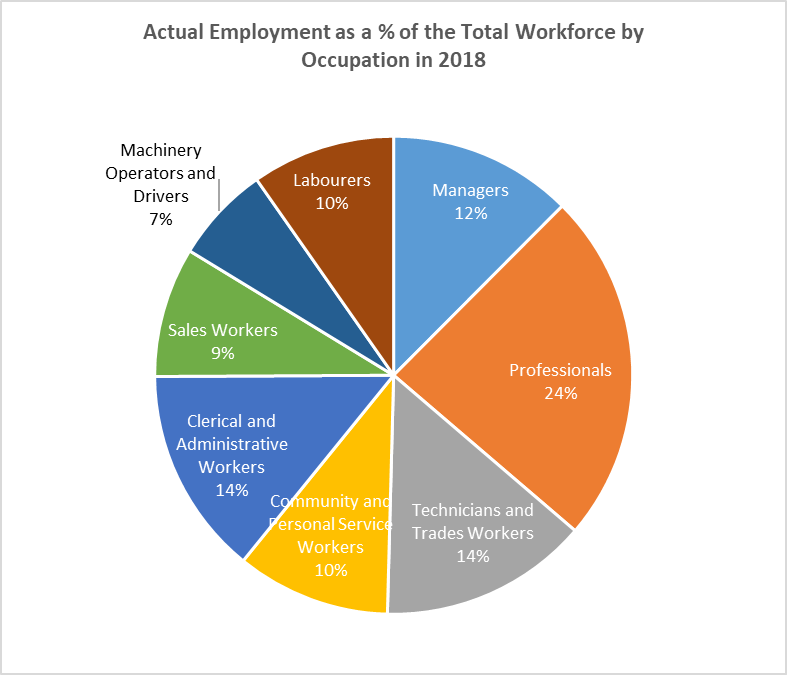 Actual Employment as a % of the Total Workforce by
Occupation in 2018
Managers
12%
Professionals
24%
Technicians and
Trades Workers
14%
Community and
Personal Service
Workers
10%
Clerical and
Administrative
Workers
14%
Sales Workers
9%
Machinery
Operators and
Drivers
7%
Labourers
10%